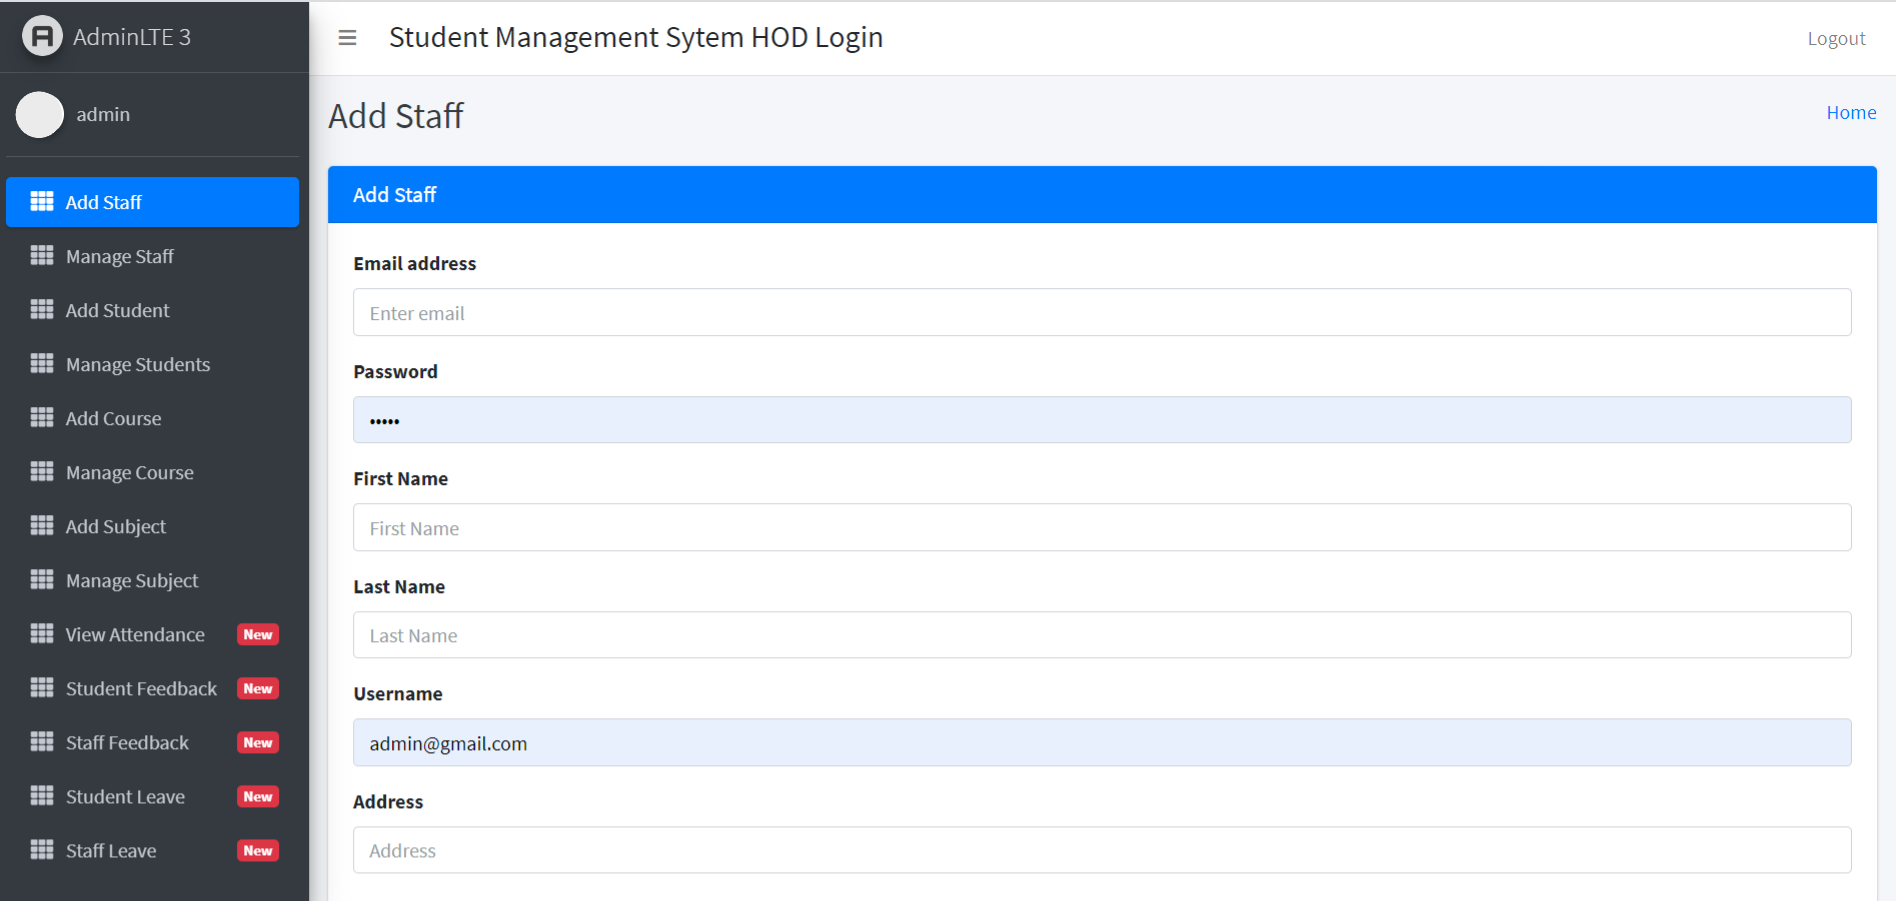 AdminLTE 3
Student Management Sytem HOD Login
Logout
admin
Add Staff
Home
Add Staff
Manage Staff
Add Student
Manage Students
Add Course
Manage Course
Add Subject
Manage Subject
View Attendance New
Student Feedback New
Staff Feedback New
Student Leave New
Staff Leave New
Add Staff
Email address
Enter email
Password
•••••
First Name
First Name
Last Name
Last Name
Username
admin@gmail.com
Address
Address